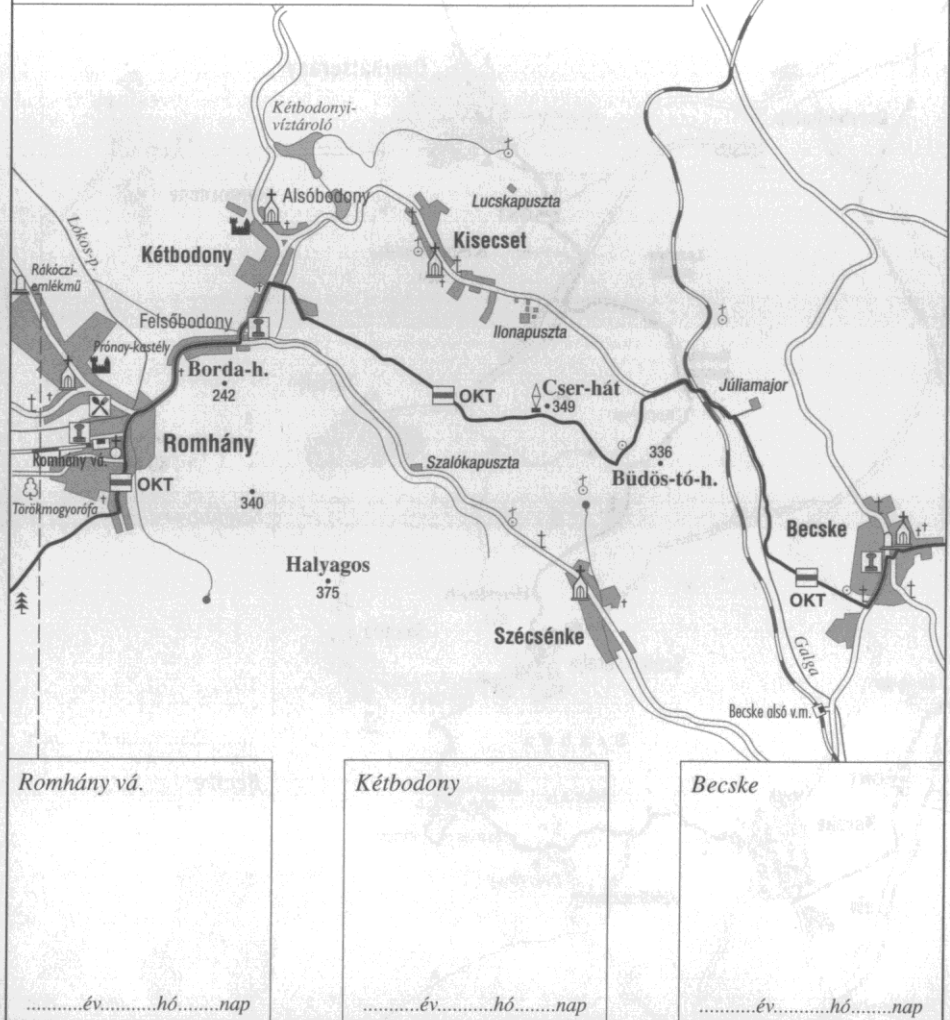 Kétbodonyi-
víztároló
Alsóbodony
Lucskapuszta
Kétbodony
Kisecset
Lókos-p.
Rákóczi-
emlékmű
Ilonapuszta
Felsőbodony
Prónay-kastély
Borda-h.
242
OKT
Cser-hát
349
Júliamajor
Romhány
Romhány vá.
Szalókapuszta
336
Büdös-tó-h.
OKT
Törökmogyorófa
340
Becske
Halyagos
375
OKT
Szécsénke
Galga
Becske alsó v.m.
Romhány vá.
Kétbodony
Becske
...........év..........hó........nap
...........év..........hó........nap
...........év..........hó........nap